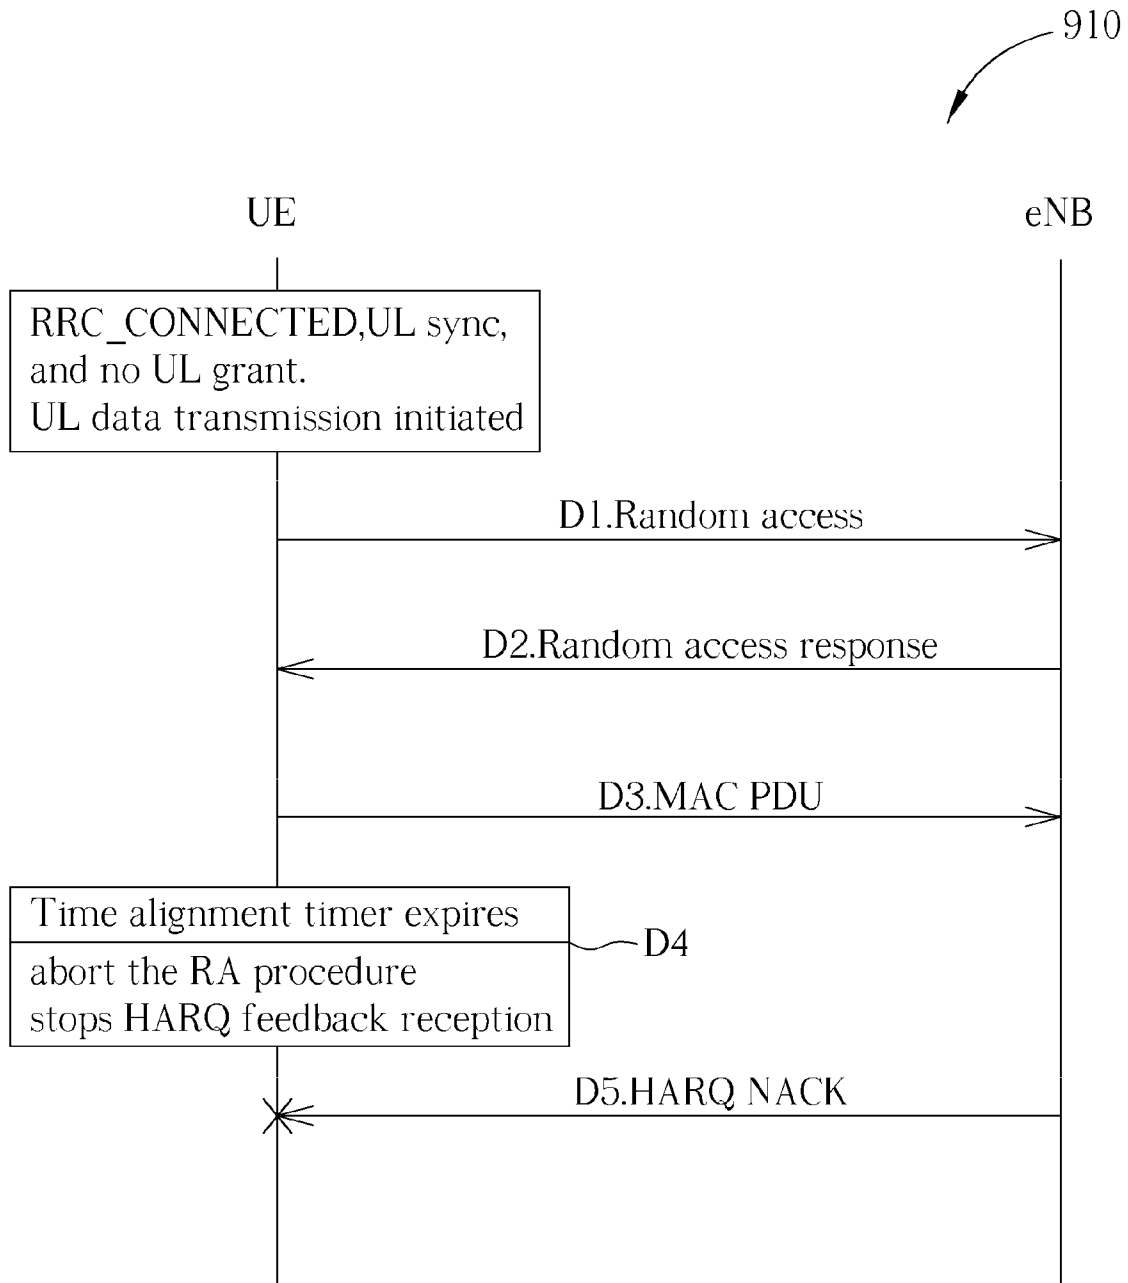 910
UE
eNB
RRC_CONNECTED,UL sync,
and no UL grant.
UL data transmission initiated
D1.Random access
D2.Random access response
D3.MAC PDU
Time alignment timer expires
D4
abort the RA procedure
stops HARQ feedback reception
D5.HARQ NACK